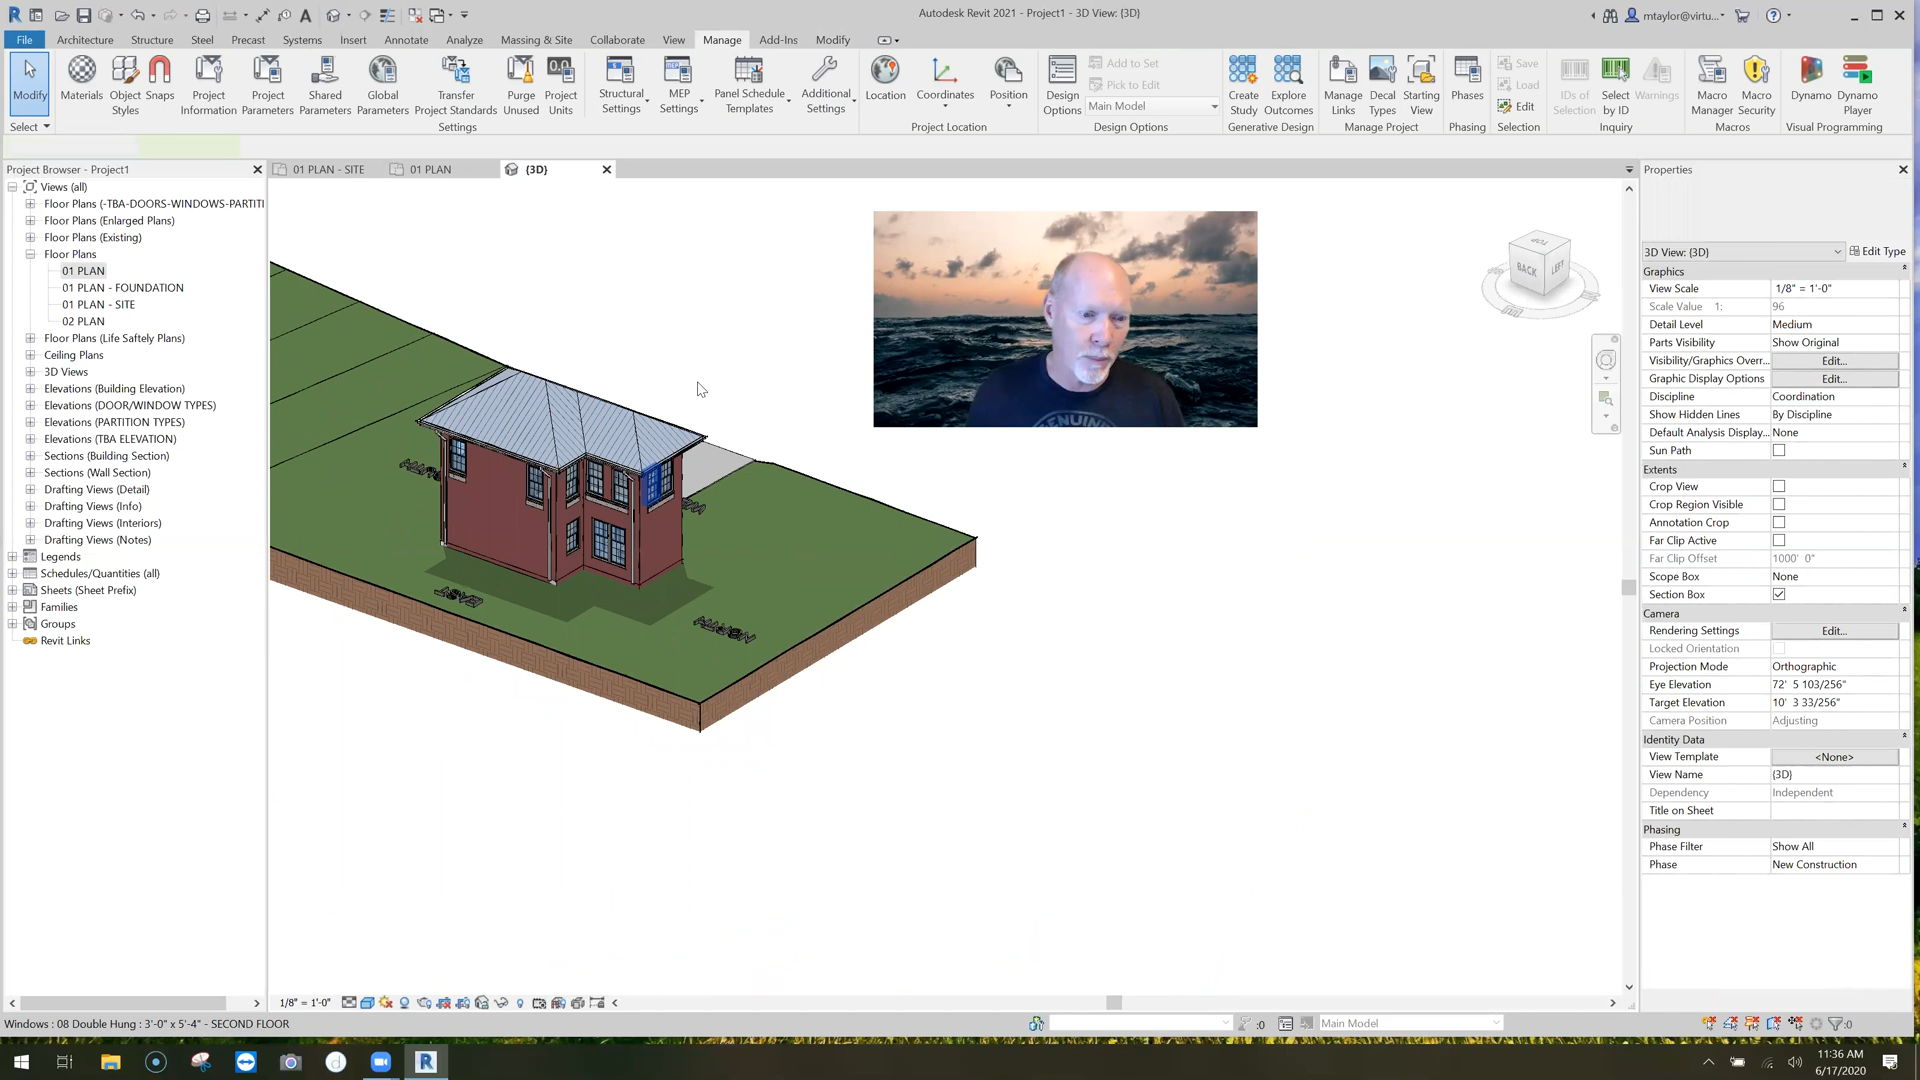 Autodesk Revit 2021 - Project1 - 3D View: {3D}
mtaylor@virtu...
File Architecture Structure Steel Precast Systems Insert Annotate Analyze Massing & Site Collaborate View Manage Add-Ins Modify
Modify
Materials
Object Styles
Snaps
Project Information
Project Parameters
Shared Parameters
Global Parameters
Transfer Project Standards
Purge Unused
Project Units
Structural Settings
MEP Settings
Panel Schedule Templates
Additional Settings
Location
Coordinates
Position
Design Options
Add to Set
Pick to Edit
Main Model
Create Study
Explore Outcomes
Manage Links
Decal Types
Starting View
Phases
Save
Load
Edit
IDs of Selection
Select by ID
Warnings
Macro Manager
Macro Security
Dynamo
Dynamo Player
Select
Settings
Project Location
Design Options
Generative Design
Manage Project
Phasing
Selection
Inquiry
Macros
Visual Programming
Project Browser - Project1
01 PLAN - SITE
01 PLAN
{3D}
Views (all)
Floor Plans (-TBA-DOORS-WINDOWS-PARTITI
Floor Plans (Enlarged Plans)
Floor Plans (Existing)
Floor Plans
01 PLAN
01 PLAN - FOUNDATION
01 PLAN - SITE
02 PLAN
Floor Plans (Life Saftely Plans)
Ceiling Plans
3D Views
Elevations (Building Elevation)
Elevations (DOOR/WINDOW TYPES)
Elevations (PARTITION TYPES)
Elevations (TBA ELEVATION)
Sections (Building Section)
Sections (Wall Section)
Drafting Views (Detail)
Drafting Views (Info)
Drafting Views (Interiors)
Drafting Views (Notes)
Legends
Schedules/Quantities (all)
Sheets (Sheet Prefix)
Families
Groups
Revit Links
TOP
BACK
LEFT
GENUINE
Properties
3D View: {3D}
Edit Type
Graphics
View Scale 1/8" = 1'-0"
Scale Value 1: 96
Detail Level Medium
Parts Visibility Show Original
Visibility/Graphics Overr... Edit...
Graphic Display Options Edit...
Discipline Coordination
Show Hidden Lines By Discipline
Default Analysis Display... None
Sun Path
Extents
Crop View
Crop Region Visible
Annotation Crop
Far Clip Active
Far Clip Offset 1000' 0"
Scope Box None
Section Box
Camera
Rendering Settings Edit...
Locked Orientation
Projection Mode Orthographic
Eye Elevation 72' 5 103/256"
Target Elevation 10' 3 33/256"
Camera Position Adjusting
Identity Data
View Template <None>
View Name {3D}
Dependency Independent
Title on Sheet
Phasing
Phase Filter Show All
Phase New Construction
1/8" = 1'-0"
Windows : 08 Double Hung : 3'-0" x 5'-4" - SECOND FLOOR
:0
Main Model
:0
11:36 AM
6/17/2020